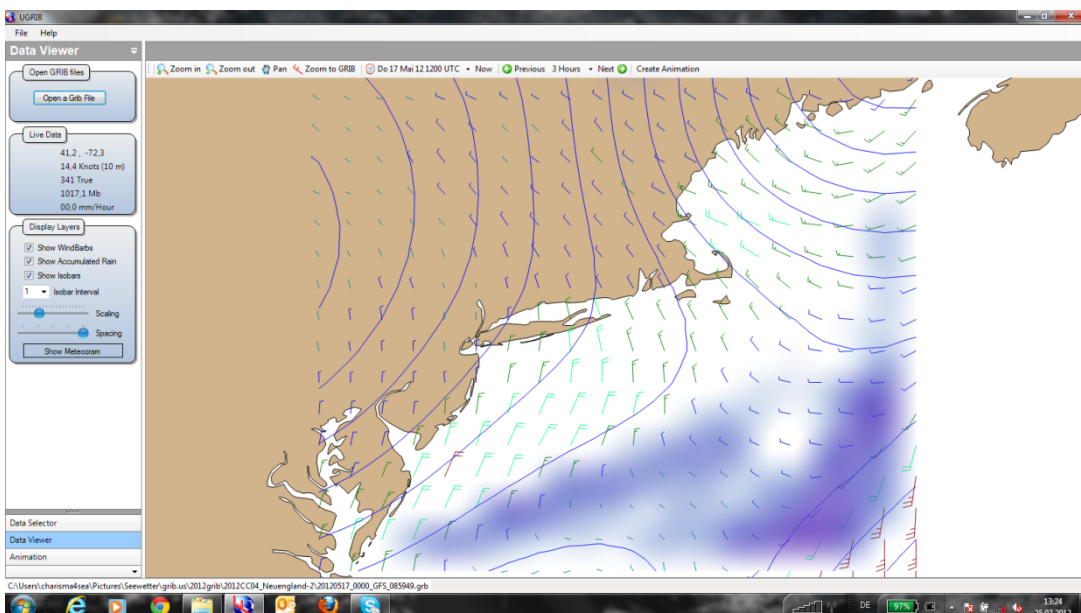 UGRIB
File Help
Data Viewer
Zoom in Zoom out Pan Zoom to GRIB Do 17 Mai 12 1200 UTC Now Previous 3 Hours Next Create Animation
Open GRIB files
Open a Grib File
Live Data
41,2 , -72,3
14,4 Knots (10 m)
341 True
1017,1 Mb
00,0 mm/Hour
Display Layers
Show WindBarbs
Show Accumulated Rain
Show Isobars
1 Isobar Interval
Scaling
Spacing
Show Meteogram
Data Selector
Data Viewer
Animation
C:\Users\charisma4sea\Pictures\Seewetter\grib.us\2012grib\2012CC04_Neuengland-2\20120517_0000_GFS_085949.grb
DE 97% 13:24